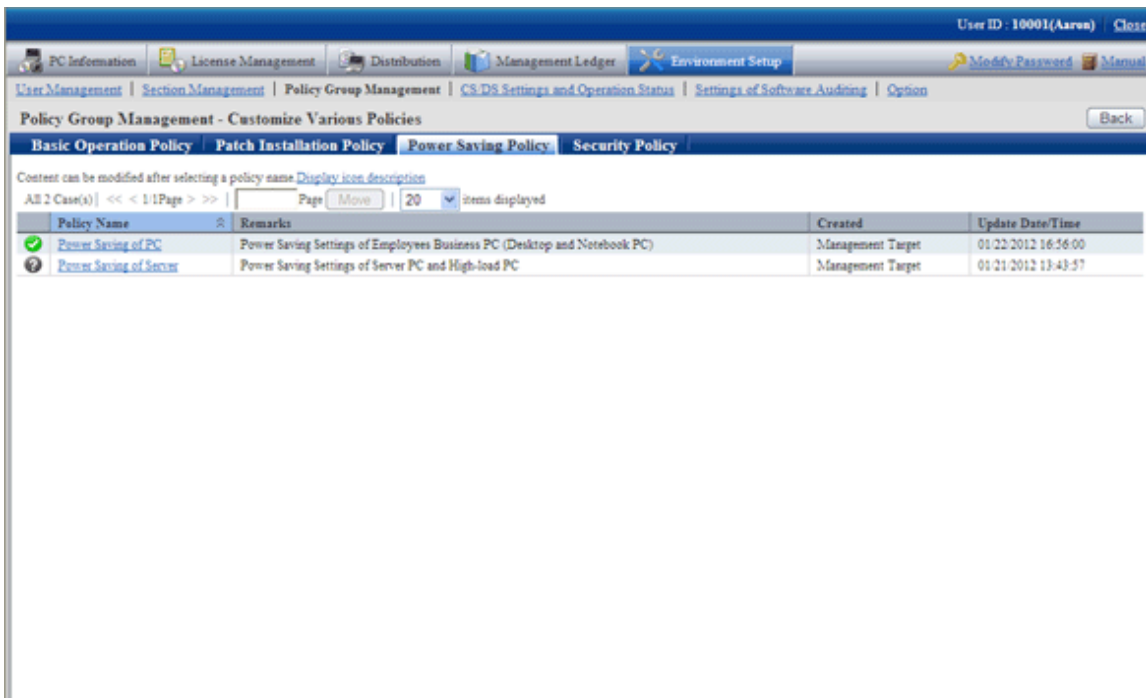 User ID : 10001(Aaron) Close
PC Information License Management Distribution Management Ledger Environment Setup Modify Password Manual
User Management | Section Management | Policy Group Management | CS/DS Settings and Operation Status | Settings of Software Auditing | Option
Policy Group Management - Customize Various Policies Back
Basic Operation Policy Patch Installation Policy Power Saving Policy Security Policy
Content can be modified after selecting a policy name.Display icon description
All 2 Case(s)| << < 1/1Page > >> | Page Move | 20 items displayed
Policy Name Remarks Created Update Date/Time
Power Saving of PC Power Saving Settings of Employees Business PC (Desktop and Notebook PC) Management Target 01/22/2012 16:56:00
Power Saving of Server Power Saving Settings of Server PC and High-load PC Management Target 01/21/2012 13:43:57